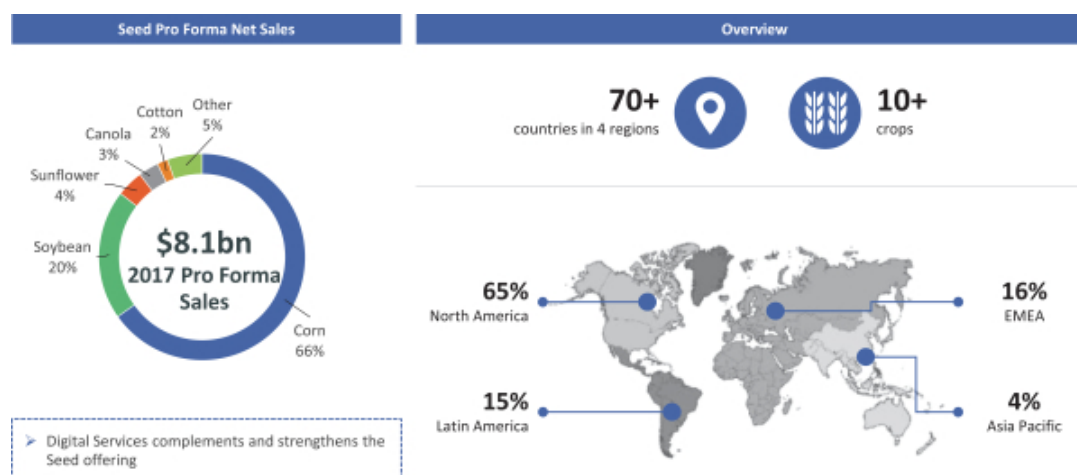 Seed Pro Forma Net Sales
Overview
Other
5%
Cotton
2%
Canola
3%
Sunflower
4%
Soybean
20%
$8.1bn
2017 Pro Forma
Sales
Corn
66%
➤ Digital Services complements and strengthens the
Seed offering
70+
countries in 4 regions
10+
crops
65%
North America
16%
EMEA
15%
Latin America
4%
Asia Pacific